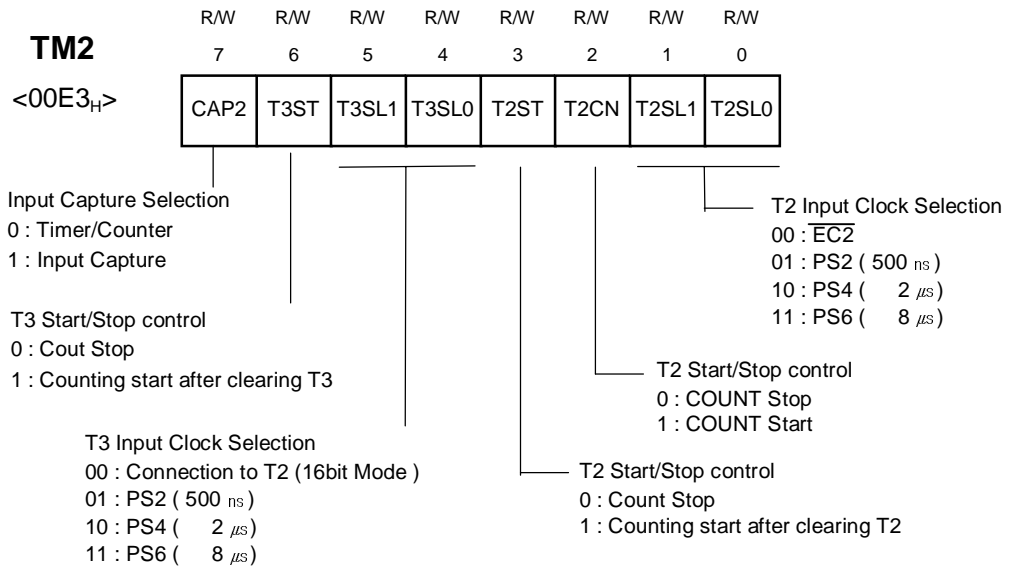 R/W R/W R/W R/W R/W R/W R/W R/W
TM2 7 6 5 4 3 2 1 0
<00E3H> CAP2 T3ST T3SL1 T3SL0 T2ST T2CN T2SL1 T2SL0
Input Capture Selection
0 : Timer/Counter
1 : Input Capture
T2 Input Clock Selection
00 : EC2
01 : PS2 ( 500 ns )
10 : PS4 ( 2 µs )
11 : PS6 ( 8 µs )
T3 Start/Stop control
0 : Cout Stop
1 : Counting start after clearing T3
T2 Start/Stop control
0 : COUNT Stop
1 : COUNT Start
T3 Input Clock Selection
00 : Connection to T2 (16bit Mode )
01 : PS2 ( 500 ns )
10 : PS4 ( 2 µs )
11 : PS6 ( 8 µs )
T2 Start/Stop control
0 : Count Stop
1 : Counting start after clearing T2